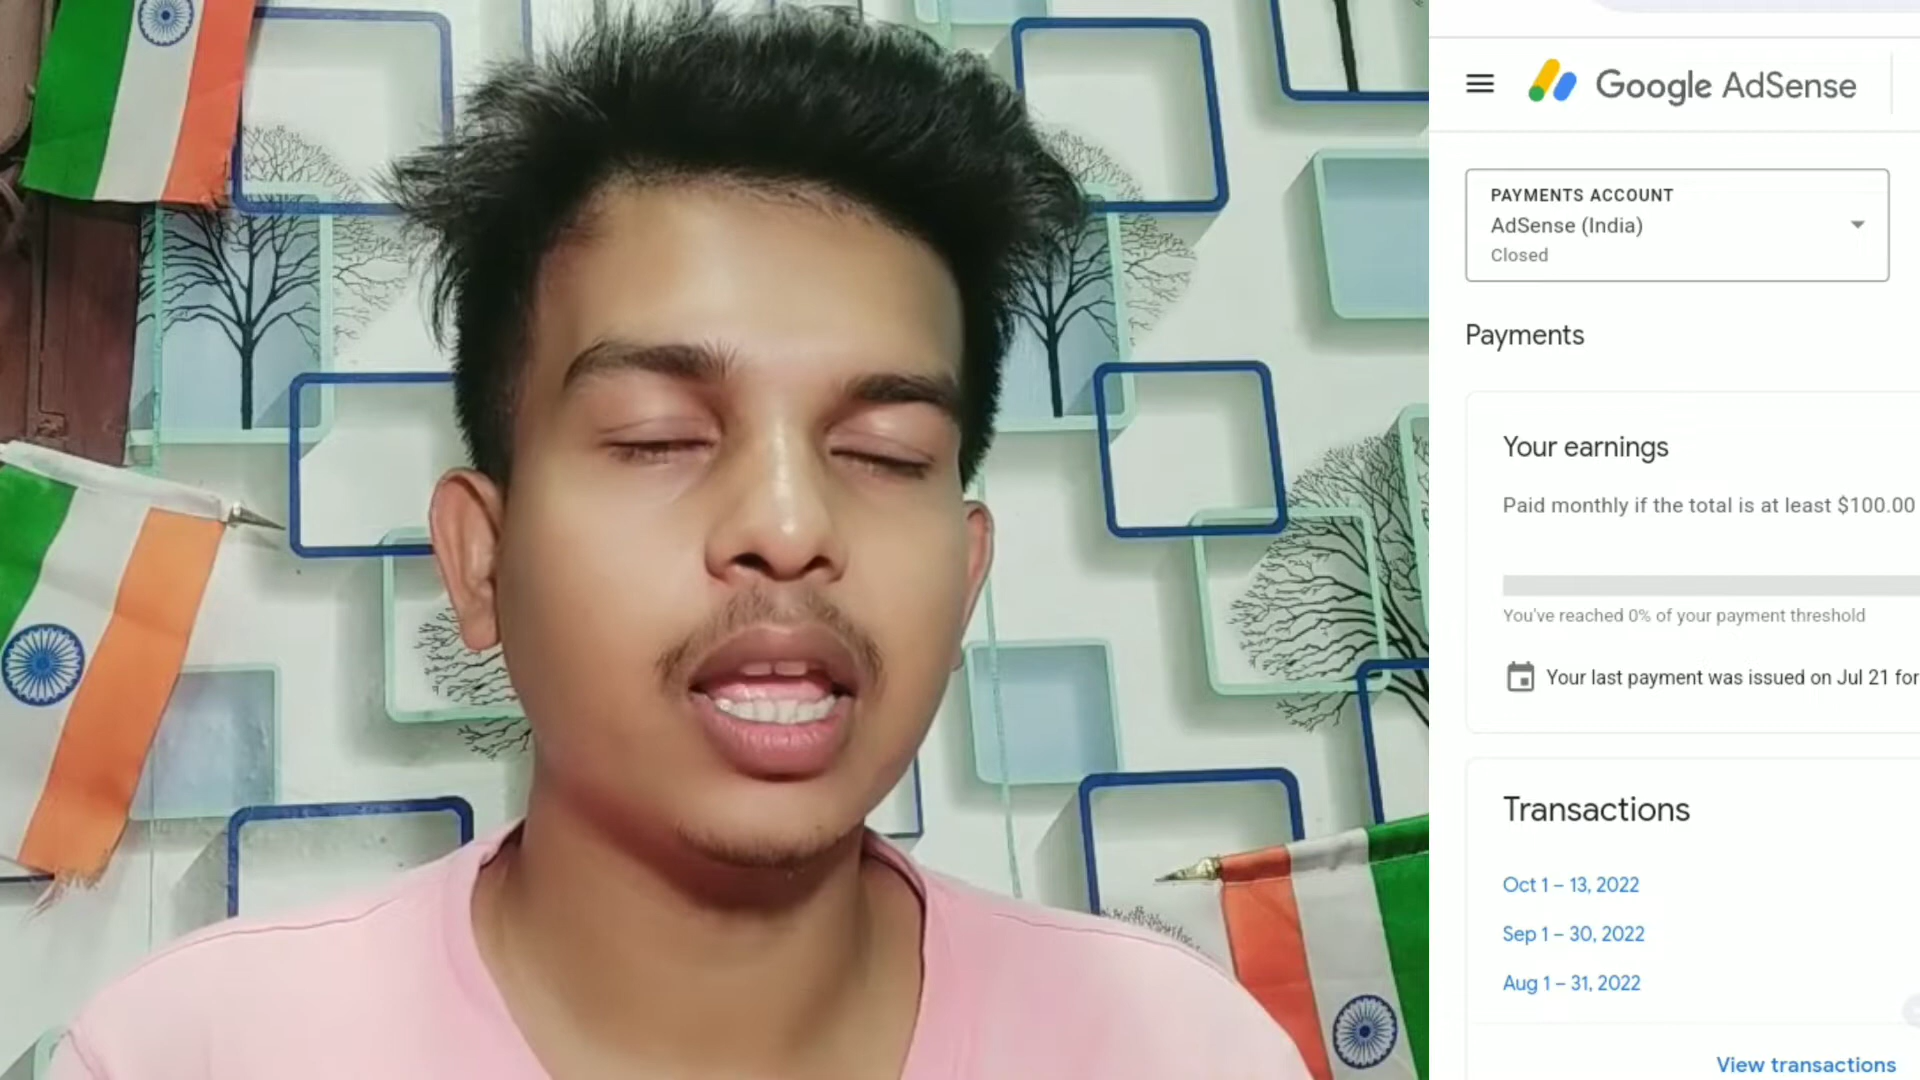 Google AdSense
PAYMENTS ACCOUNT
AdSense (India)
Closed
Payments
Your earnings
Paid monthly if the total is at least $100.00
You've reached 0% of your payment threshold
Your last payment was issued on Jul 21 for
Transactions
Oct 1 – 13, 2022
Sep 1 – 30, 2022
Aug 1 – 31, 2022
View transactions